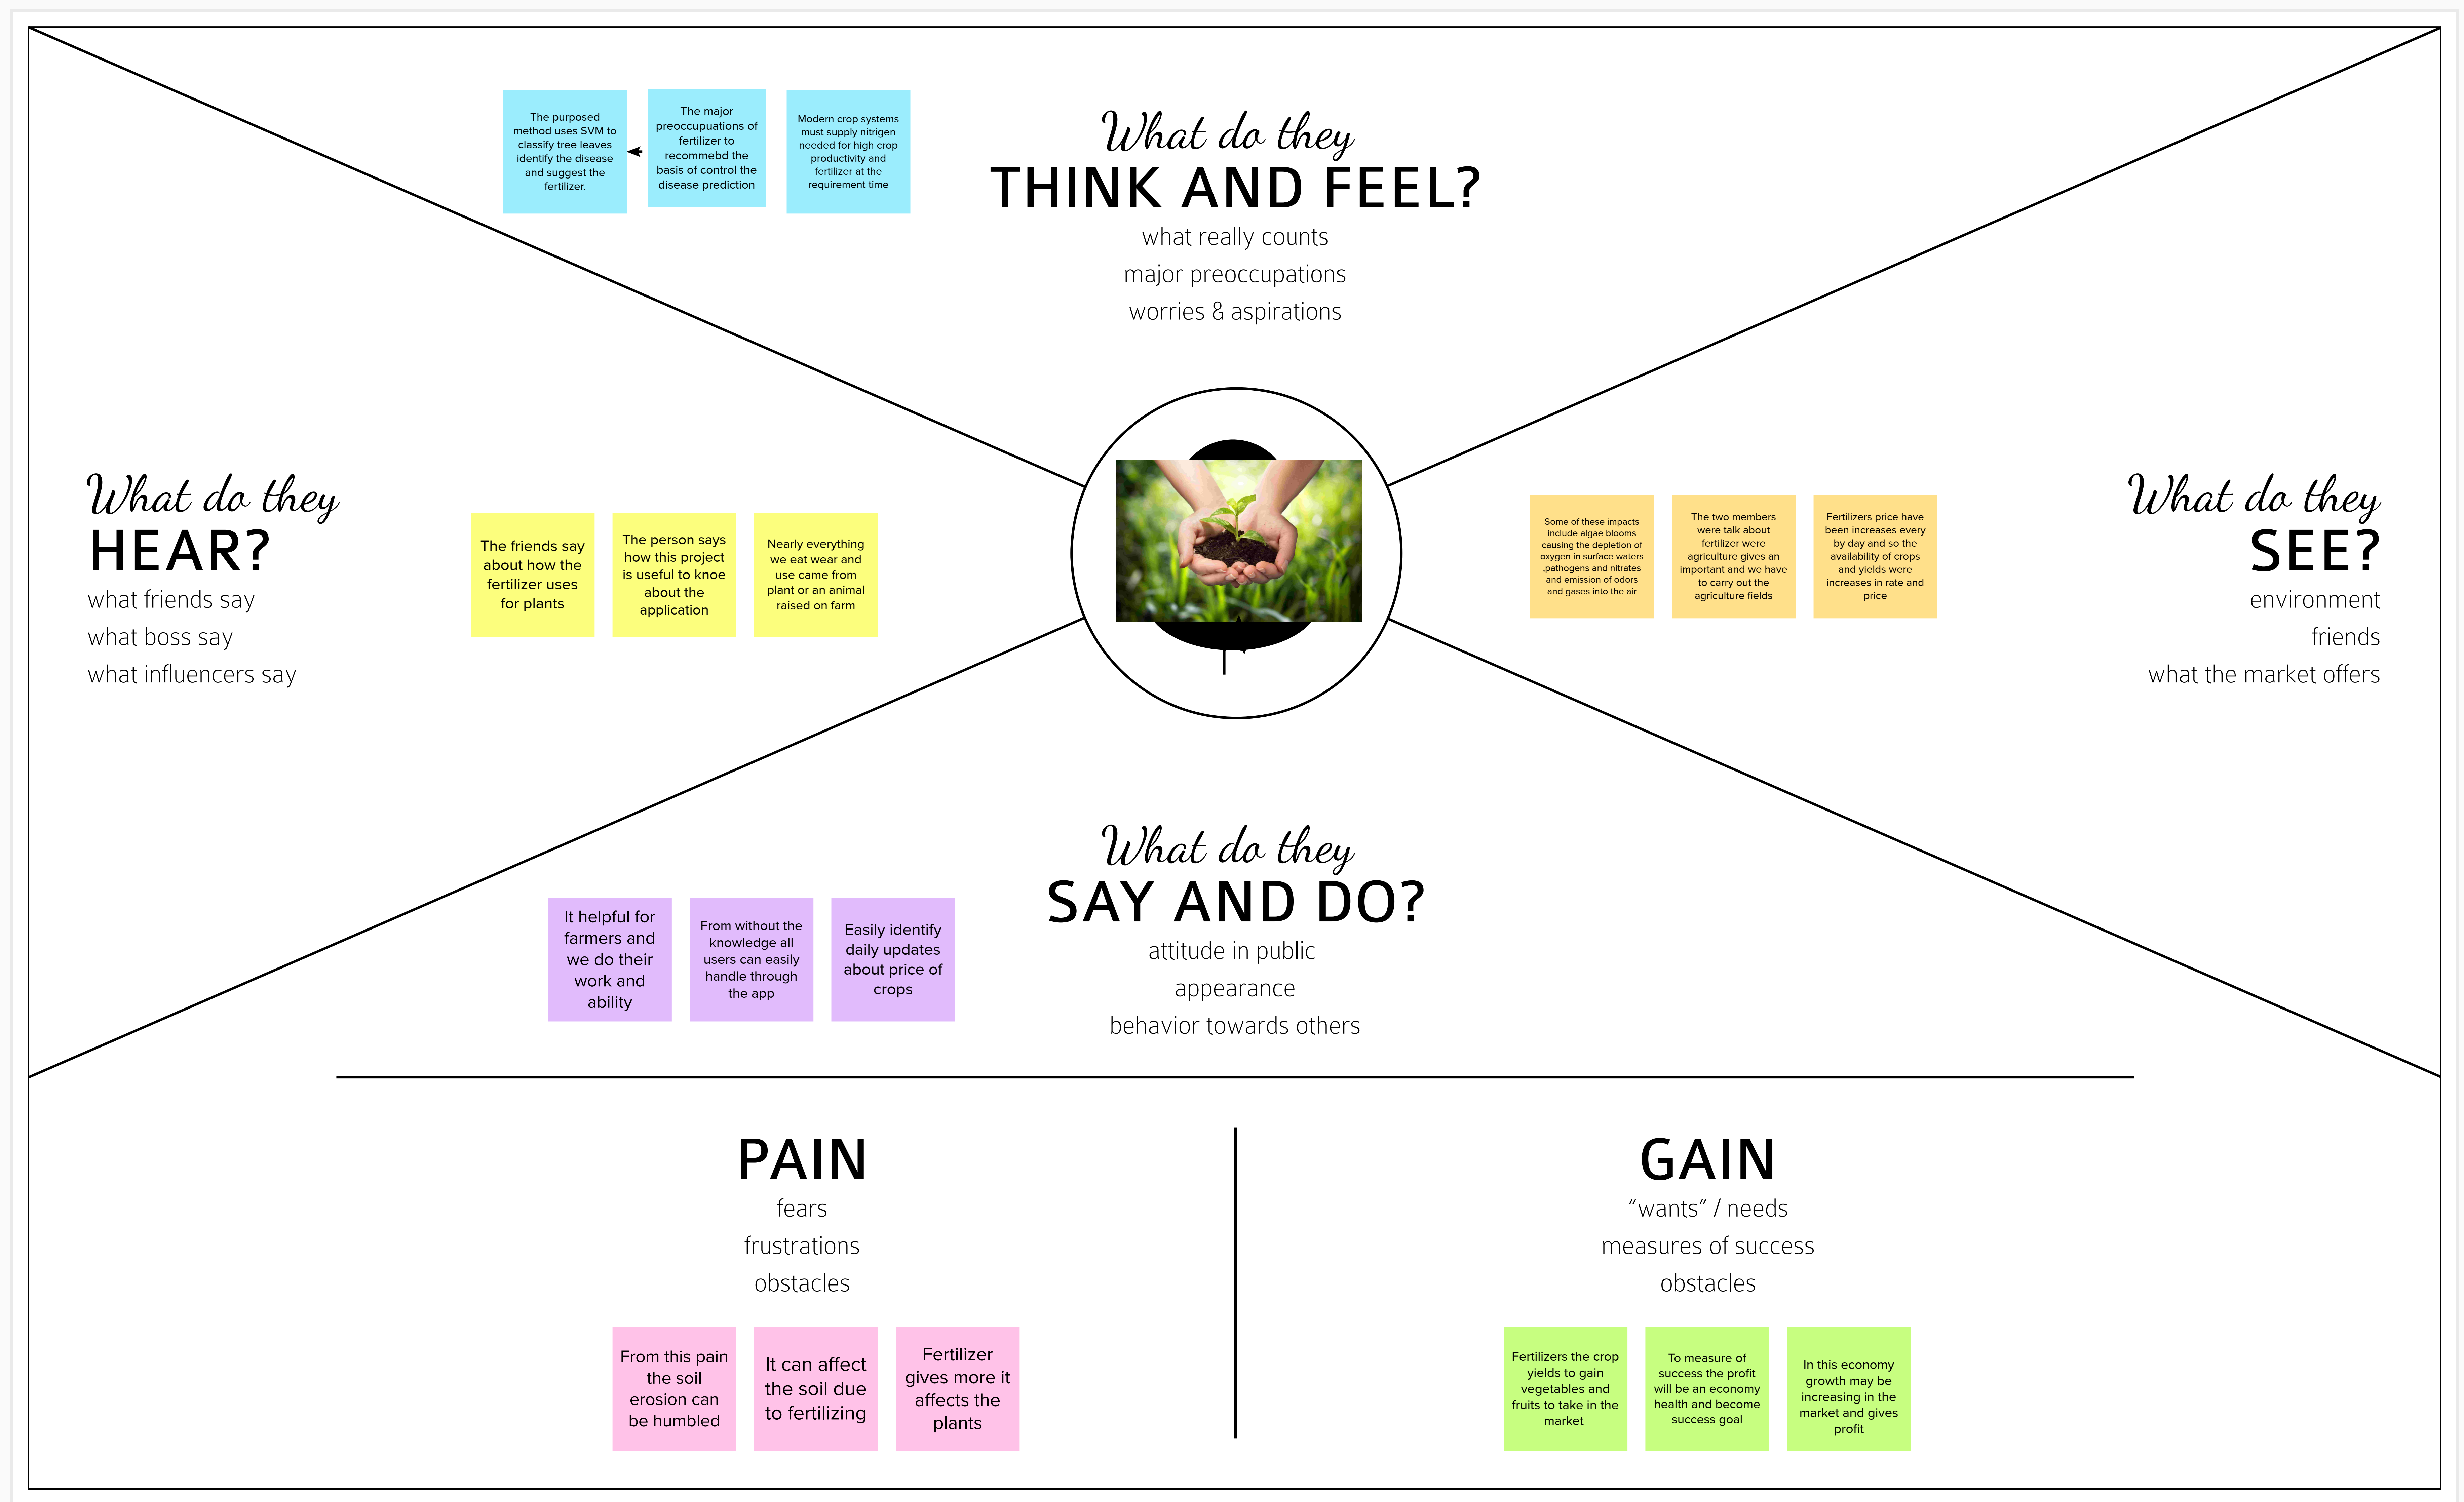 The purposed
method uses SVM to
classify tree leaves
identify the disease
and suggest the
fertilizer.
The major
preoccupuations of
fertilizer to
recommebd the
basis of control the
disease prediction
Modern crop systems
must supply nitrigen
needed for high crop
productivity and
fertilizer at the
requirement time
What do they
THINK AND FEEL?
what really counts
major preoccupations
worries & aspirations
What do they
HEAR?
what friends say
what boss say
what influencers say
The friends say
about how the
fertilizer uses
for plants
The person says
how this project
is useful to knoe
about the
application
Nearly everything
we eat wear and
use came from
plant or an animal
raised on farm
Some of these impacts
include algae blooms
causing the depletion of
oxygen in surface waters
,pathogens and nitrates
and emission of odors
and gases into the air
The two members
were talk about
fertilizer were
agriculture gives an
important and we have
to carry out the
agriculture fields
Fertilizers price have
been increases every
by day and so the
availability of crops
and yields were
increases in rate and
price
What do they
SEE?
environment
friends
what the market offers
What do they
SAY AND DO?
attitude in public
appearance
behavior towards others
It helpful for
farmers and
we do their
work and
ability
From without the
knowledge all
users can easily
handle through
the app
Easily identify
daily updates
about price of
crops
PAIN
fears
frustrations
obstacles
From this pain
the soil
erosion can
be humbled
It can affect
the soil due
to fertilizing
Fertilizer
gives more it
affects the
plants
GAIN
“wants” / needs
measures of success
obstacles
Fertilizers the crop
yields to gain
vegetables and
fruits to take in the
market
To measure of
success the profit
will be an economy
health and become
success goal
In this economy
growth may be
increasing in the
market and gives
profit